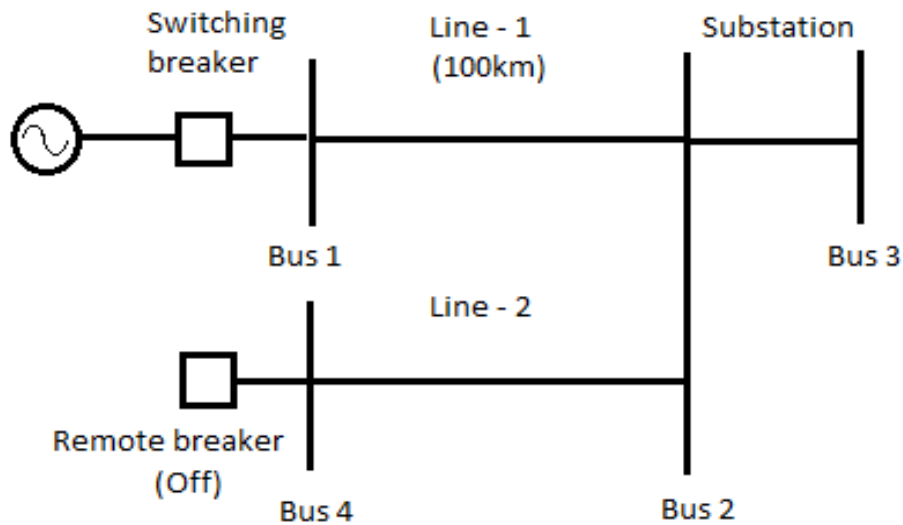 Switching
breaker
Line - 1
(100km)
Substation
Bus 1
Bus 3
Line - 2
Remote breaker
(Off)
Bus 4
Bus 2